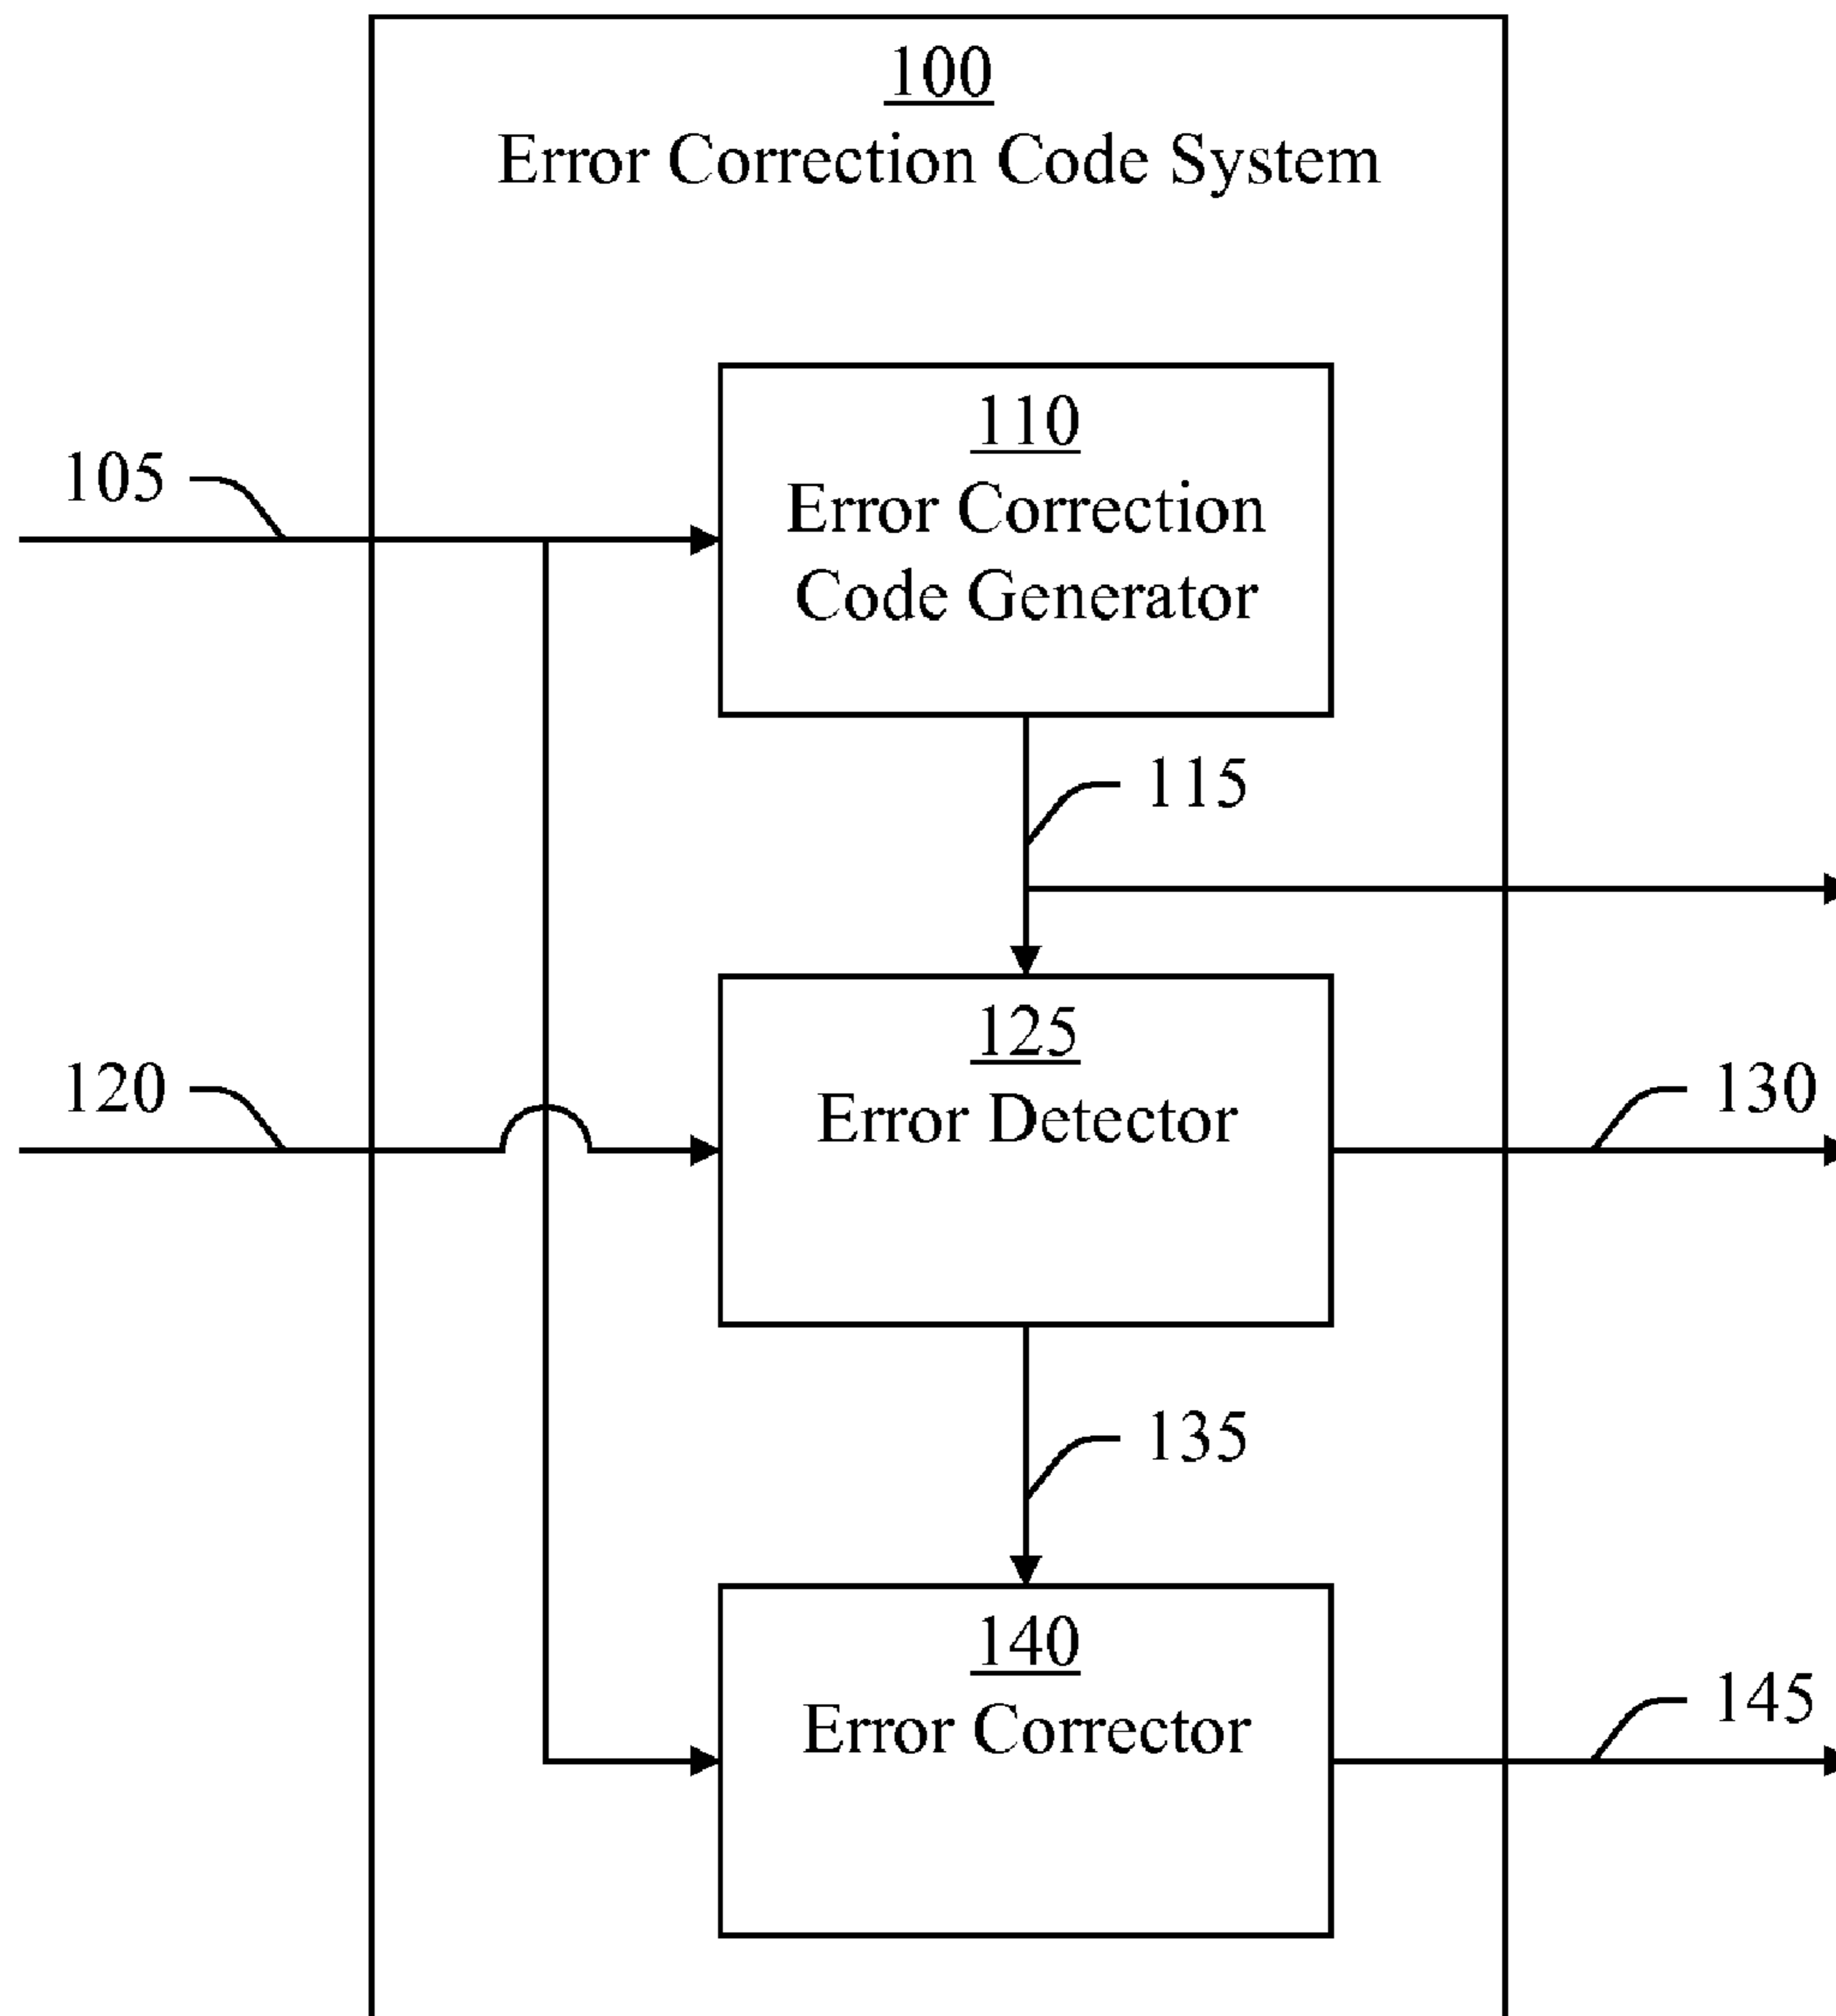 100
Error Correction Code System
110
Error Correction
Code Generator
105
115
125
Error Detector
120
130
135
140
Error Corrector
145